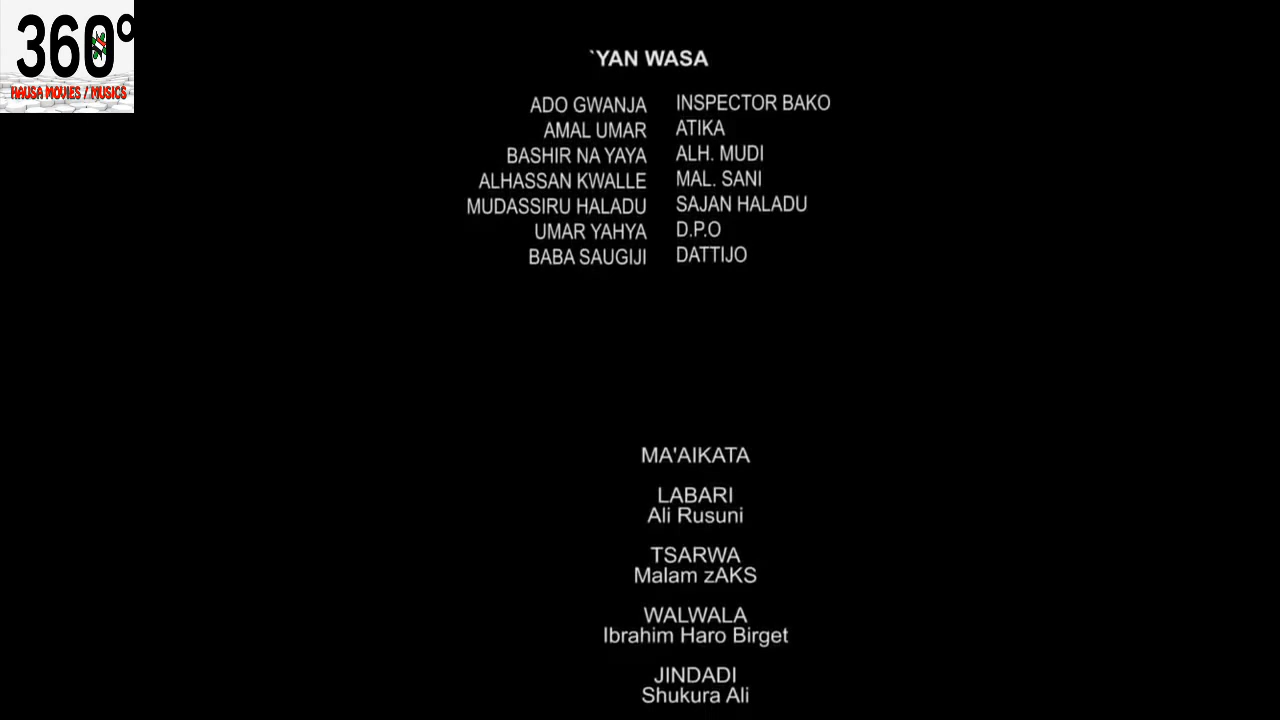 360°
HAUSA MOVIES / MUSICS
`YAN WASA
ADO GWANJA INSPECTOR BAKO
AMAL UMAR ATIKA
BASHIR NA YAYA ALH. MUDI
ALHASSAN KWALLE MAL. SANI
MUDASSIRU HALADU SAJAN HALADU
UMAR YAHYA D.P.O
BABA SAUGIJI DATTIJO
MA'AIKATA
LABARI
Ali Rusuni
TSARWA
Malam zAKS
WALWALA
Ibrahim Haro Birget
JINDADI
Shukura Ali